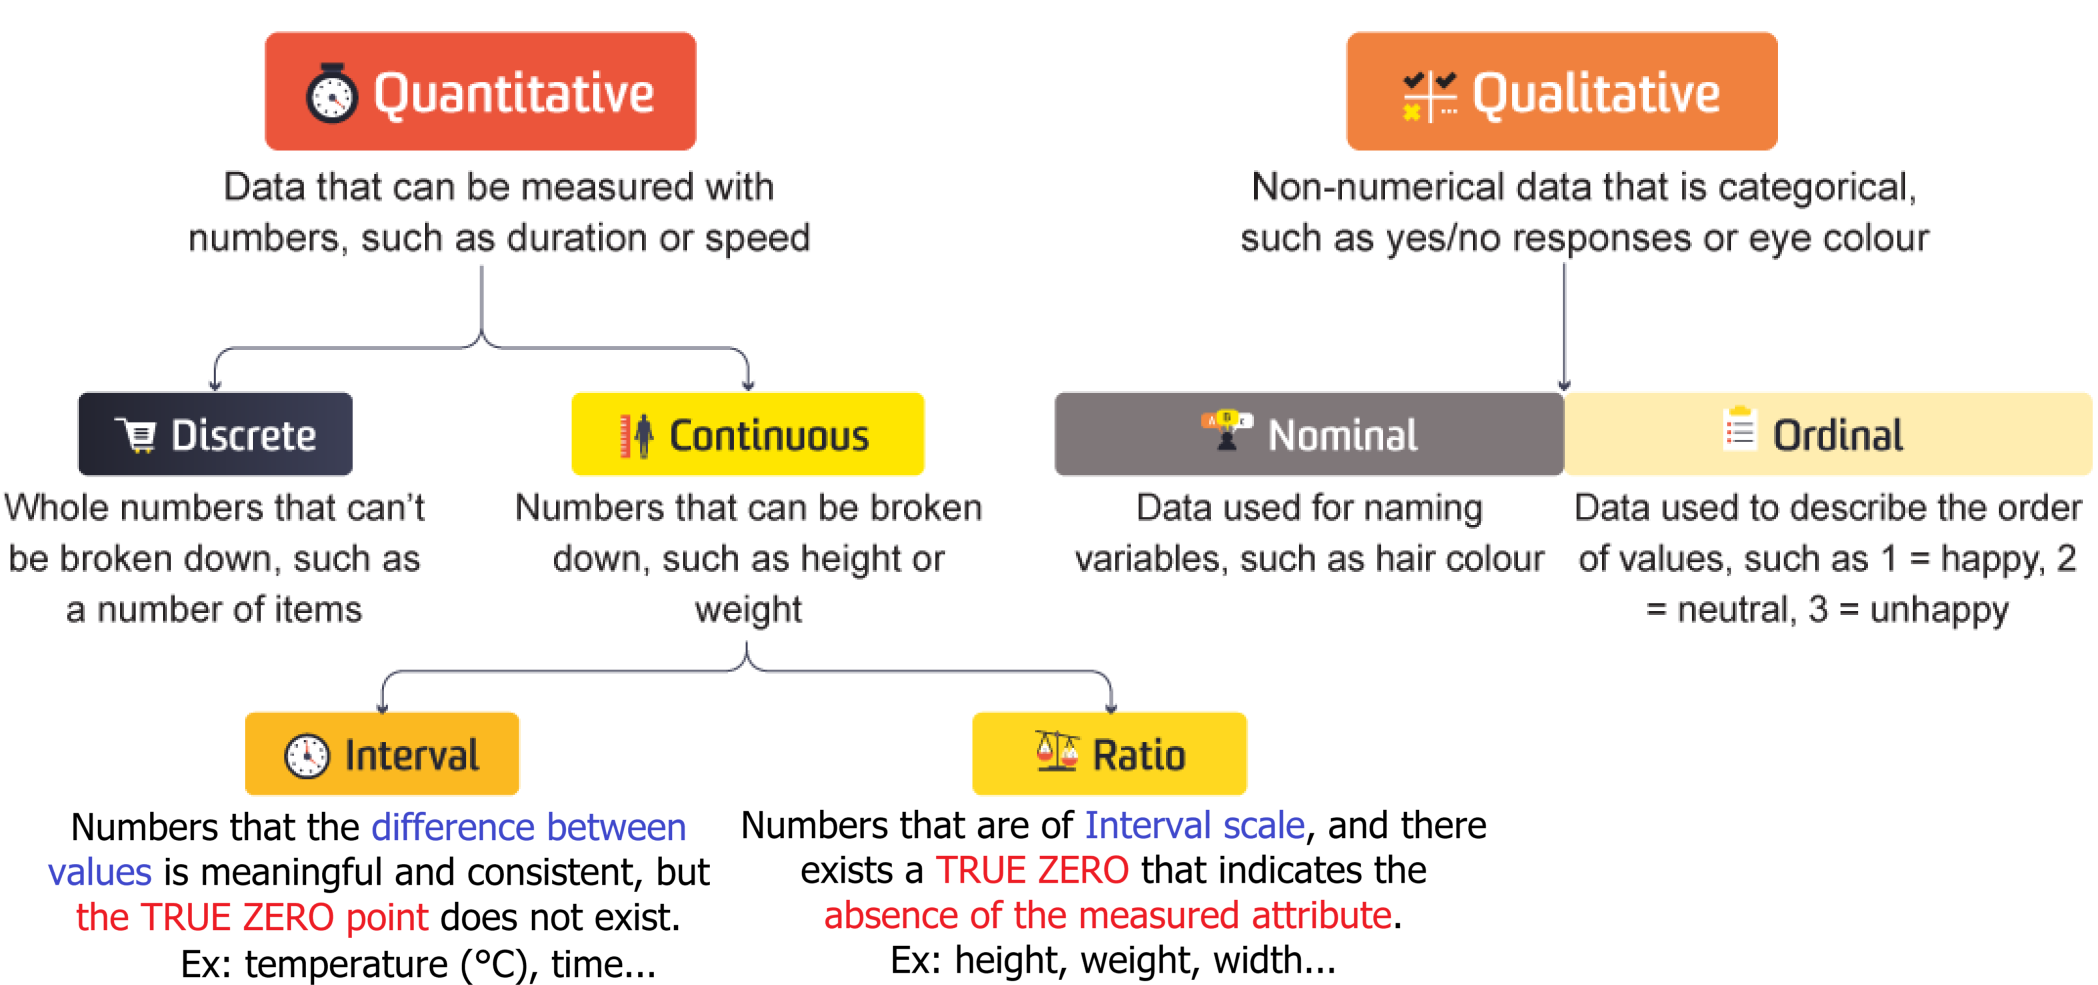 Quantitative
Data that can be measured with
numbers, such as duration or speed
Qualitative
Non-numerical data that is categorical,
such as yes/no responses or eye colour
Discrete
Whole numbers that can't
be broken down, such as
a number of items
Continuous
Numbers that can be broken
down, such as height or
weight
Nominal
Data used for naming
variables, such as hair colour
Ordinal
Data used to describe the order
of values, such as 1 = happy, 2
= neutral, 3 = unhappy
Interval
Numbers that the difference between
values is meaningful and consistent, but
the TRUE ZERO point does not exist.
Ex: temperature (°C), time...
Ratio
Numbers that are of Interval scale, and there
exists a TRUE ZERO that indicates the
absence of the measured attribute.
Ex: height, weight, width...